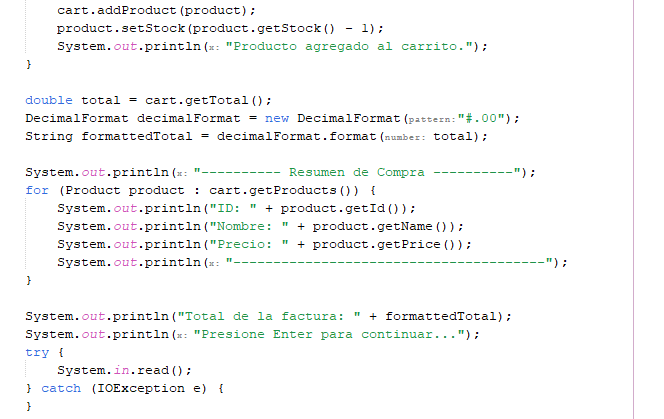 cart.addProduct(product);
product.setStock(product.getStock() - 1);
System.out.println(x: "Producto agregado al carrito.");
}
double total = cart.getTotal();
DecimalFormat decimalFormat = new DecimalFormat(pattern:"#.00");
String formattedTotal = decimalFormat.format(number: total);
System.out.println(x: "---------- Resumen de Compra ----------");
for (Product product : cart.getProducts()) {
System.out.println("ID: " + product.getId());
System.out.println("Nombre: " + product.getName());
System.out.println("Precio: " + product.getPrice());
System.out.println(x: "---------------------------------------");
}
System.out.println("Total de la factura: " + formattedTotal);
System.out.println(x: "Presione Enter para continuar...");
try {
System.in.read();
} catch (IOException e) {
}